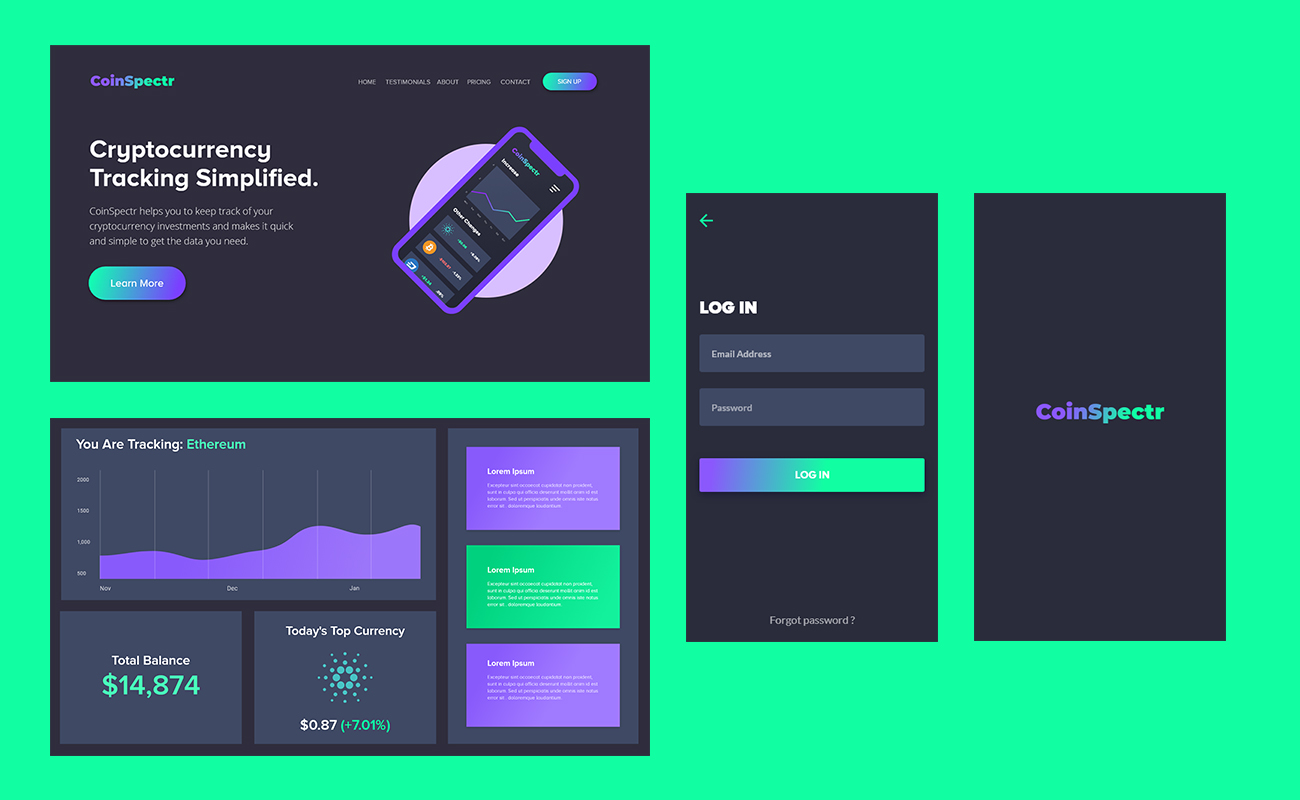 CoinSpectr
HOME TESTIMONIALS ABOUT PRICING CONTACT SIGN UP
Cryptocurrency
Tracking Simplified.
CoinSpectr helps you to keep track of your
cryptocurrency investments and makes it quick
and simple to get the data you need.
Learn More
CoinSpectr
Increase
Other Changes
You Are Tracking: Ethereum
2000
1500
1,000
500
Nov Dec Jan
Total Balance
$14,874
Today's Top Currency
$0.87 (+7.01%)
Lorem Ipsum
Excepteur sint occaecat cupidatat non proident,
sunt in culpa qui officia deserunt mollit anim id est
laborum. Sed ut perspiciatis unde omnis iste natus
error sit . doloremque laudantium.
Lorem Ipsum
Excepteur sint occaecat cupidatat non proident,
sunt in culpa qui officia deserunt mollit anim id est
laborum. Sed ut perspiciatis unde omnis iste natus
error sit . doloremque laudantium.
Lorem Ipsum
Excepteur sint occaecat cupidatat non proident,
sunt in culpa qui officia deserunt mollit anim id est
laborum. Sed ut perspiciatis unde omnis iste natus
error sit . doloremque laudantium.
LOG IN
Email Address
Password
LOG IN
Forgot password ?
CoinSpectr